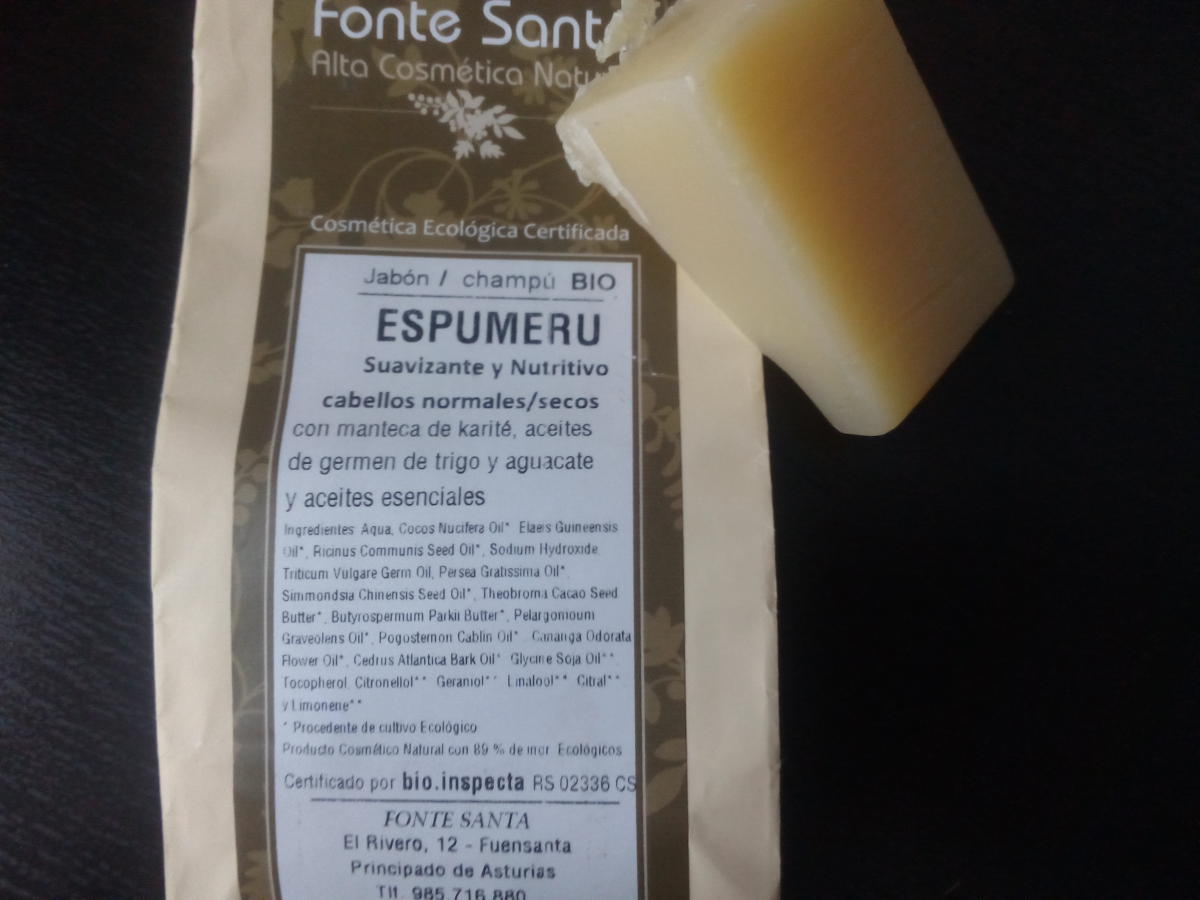 Fonte Sant
Alta Cosmética Natu
Cosmética Ecológica Certificada
Jabón / champú BIO
ESPUMERU
Suavizante y Nutritivo
cabellos normales/secos
con manteca de karité, aceites
de germen de trigo y aguacate
y aceites esenciales
Ingredientes Aqua, Cocos Nucifera Oil* Elaeis Guineensis
Oil*, Ricinus Communis Seed Oil*, Sodium Hydroxide
Triticum Vulgare Germ Oil, Persea Gratissima Oil*,
Simmondsia Chinensis Seed Oil*, Theobroma Cacao Seed
Butter*, Butyrospermum Parkii Butter*, Pelargonioum
Graveolens Oil*, Pogostemon Cablin Oil* Cananga Odorata
Flower Oil*, Cedrus Atlantica Bark Oil* Glycine Soja Oil**,
Tocopherol, Citronellol** Geraniol** Linalool** Citral**
y Limonene**
* Procedente de cultivo Ecológico
Producto Cosmético Natural con 89 % de ingr. Ecológicos
Certificado por bio.inspecta RS 02336 CS
FONTE SANTA
El Rivero, 12 - Fuensanta
Principado de Asturias
Tlf. 985 716 880